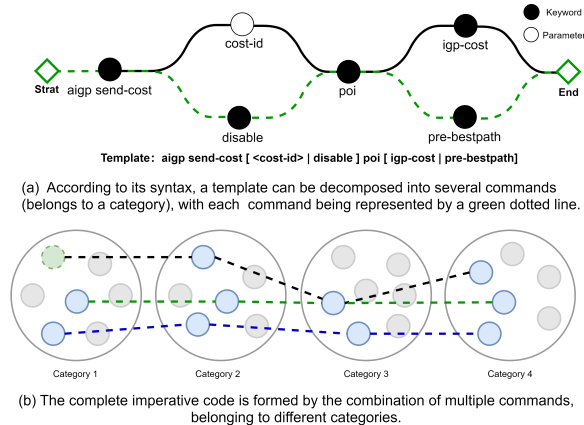 Keyword
Parameter
cost-id
igp-cost
Strat
aigp send-cost
poi
End
disable
pre-bestpath
Template: aigp send-cost [ <cost-id> | disable ] poi [ igp-cost | pre-bestpath]
(a) According to its syntax, a template can be decomposed into several commands
(belongs to a category), with each command being represented by a green dotted line.
Category 1
Category 2
Category 3
Category 4
(b) The complete imperative code is formed by the combination of multiple commands,
belonging to different categories.